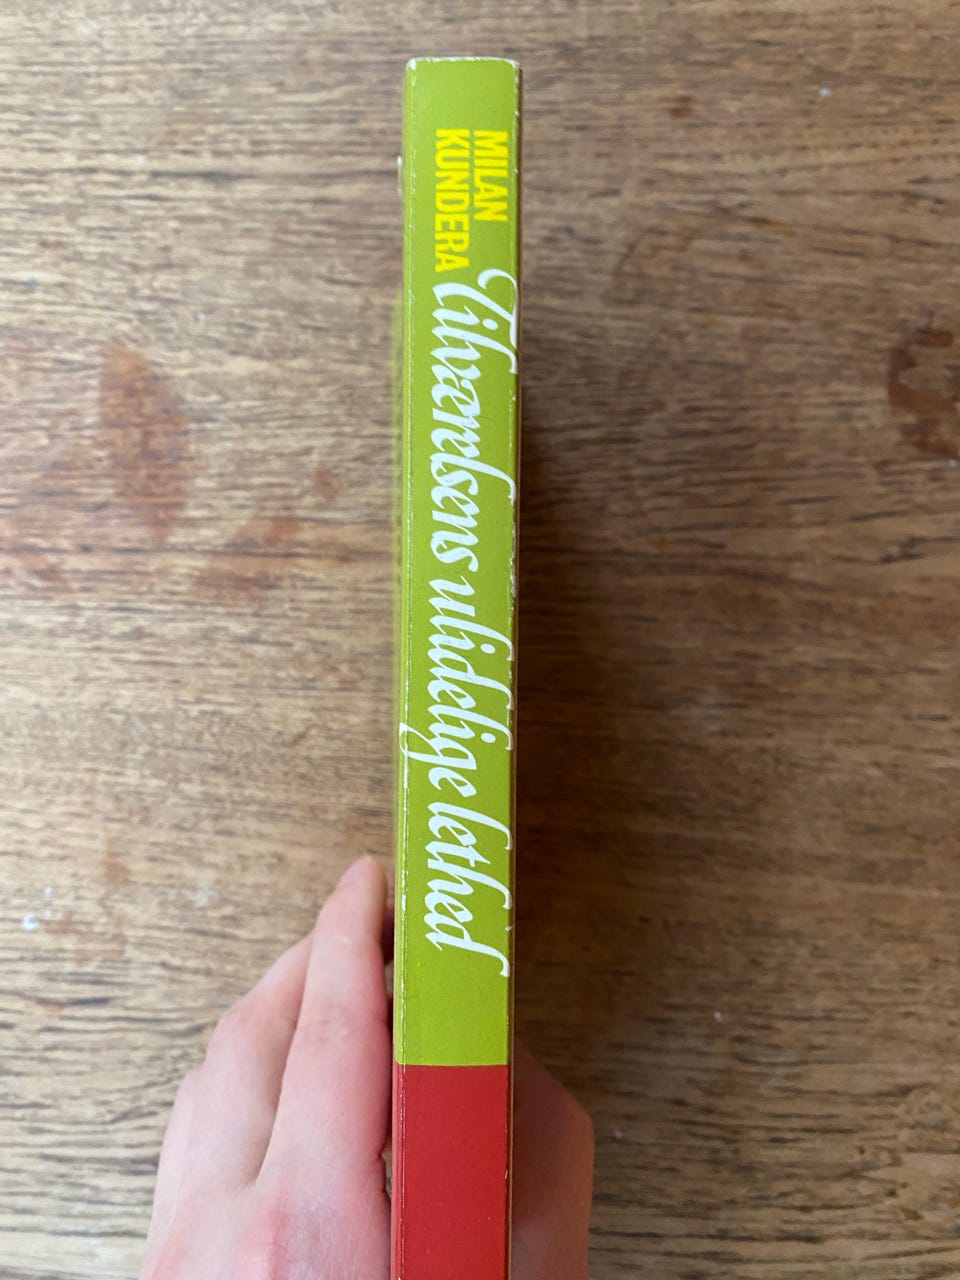 MILAN
KUNDERA
Tilværelsens ulidelige lethed